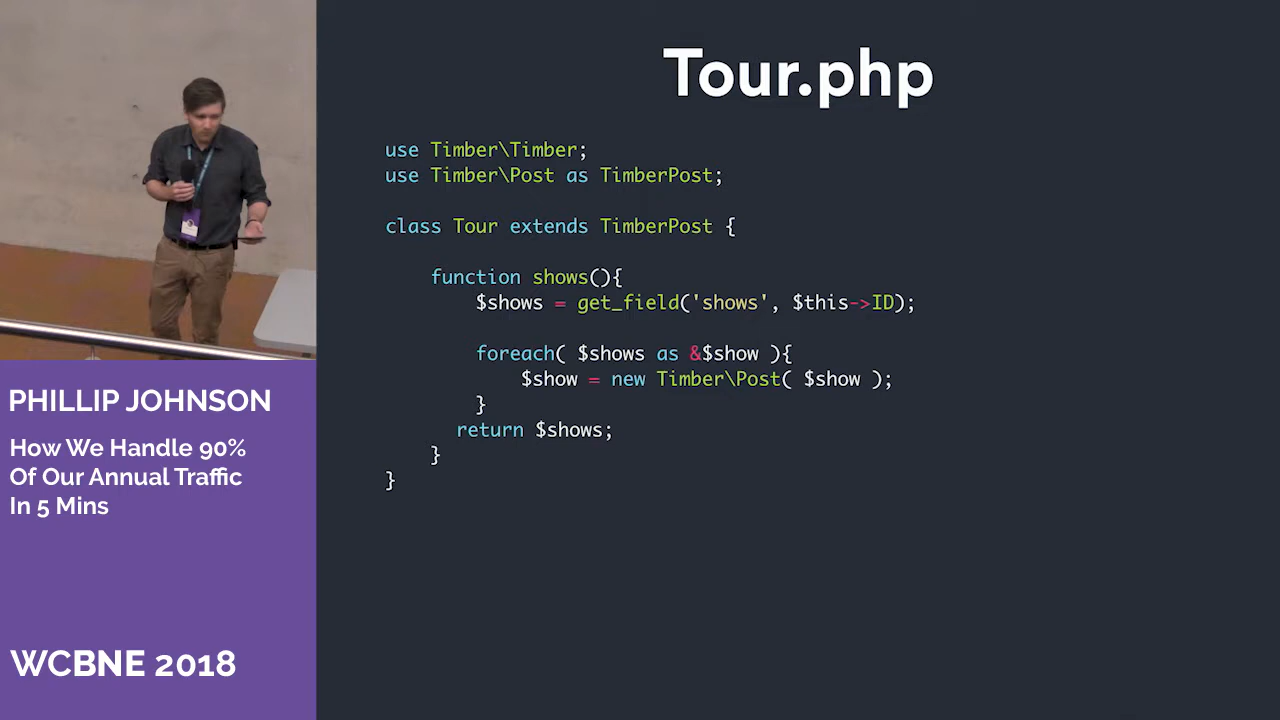 Tour.php
use Timber\Timber;
use Timber\Post as TimberPost;
class Tour extends TimberPost {
function shows(){
$shows = get_field('shows', $this->ID);
foreach( $shows as &$show ){
$show = new Timber\Post( $show );
}
return $shows;
}
}
PHILLIP JOHNSON
How We Handle 90%
Of Our Annual Traffic
In 5 Mins
WCBNE 2018